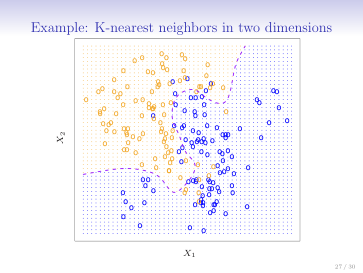 Example: K-nearest neighbors in two dimensions
X₂
X₁
27 / 30